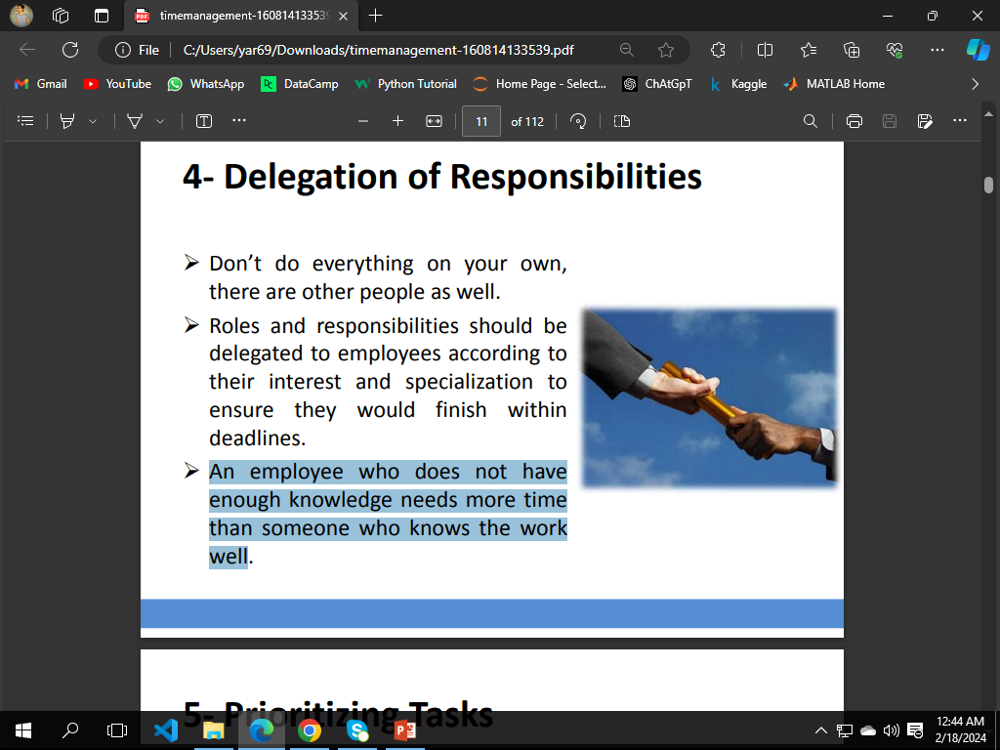 timemanagement-160814133539
File
C:/Users/yar69/Downloads/timemanagement-160814133539.pdf
Gmail
YouTube
WhatsApp
DataCamp
Python Tutorial
Home Page - Select...
ChAtGpT
Kaggle
MATLAB Home
11 of 112
4- Delegation of Responsibilities
Don’t do everything on your own,
there are other people as well.
Roles and responsibilities should be
delegated to employees according to
their interest and specialization to
ensure they would finish within
deadlines.
An employee who does not have
enough knowledge needs more time
than someone who knows the work
well.
5- Prioritizing Tasks
12:44 AM
2/18/2024